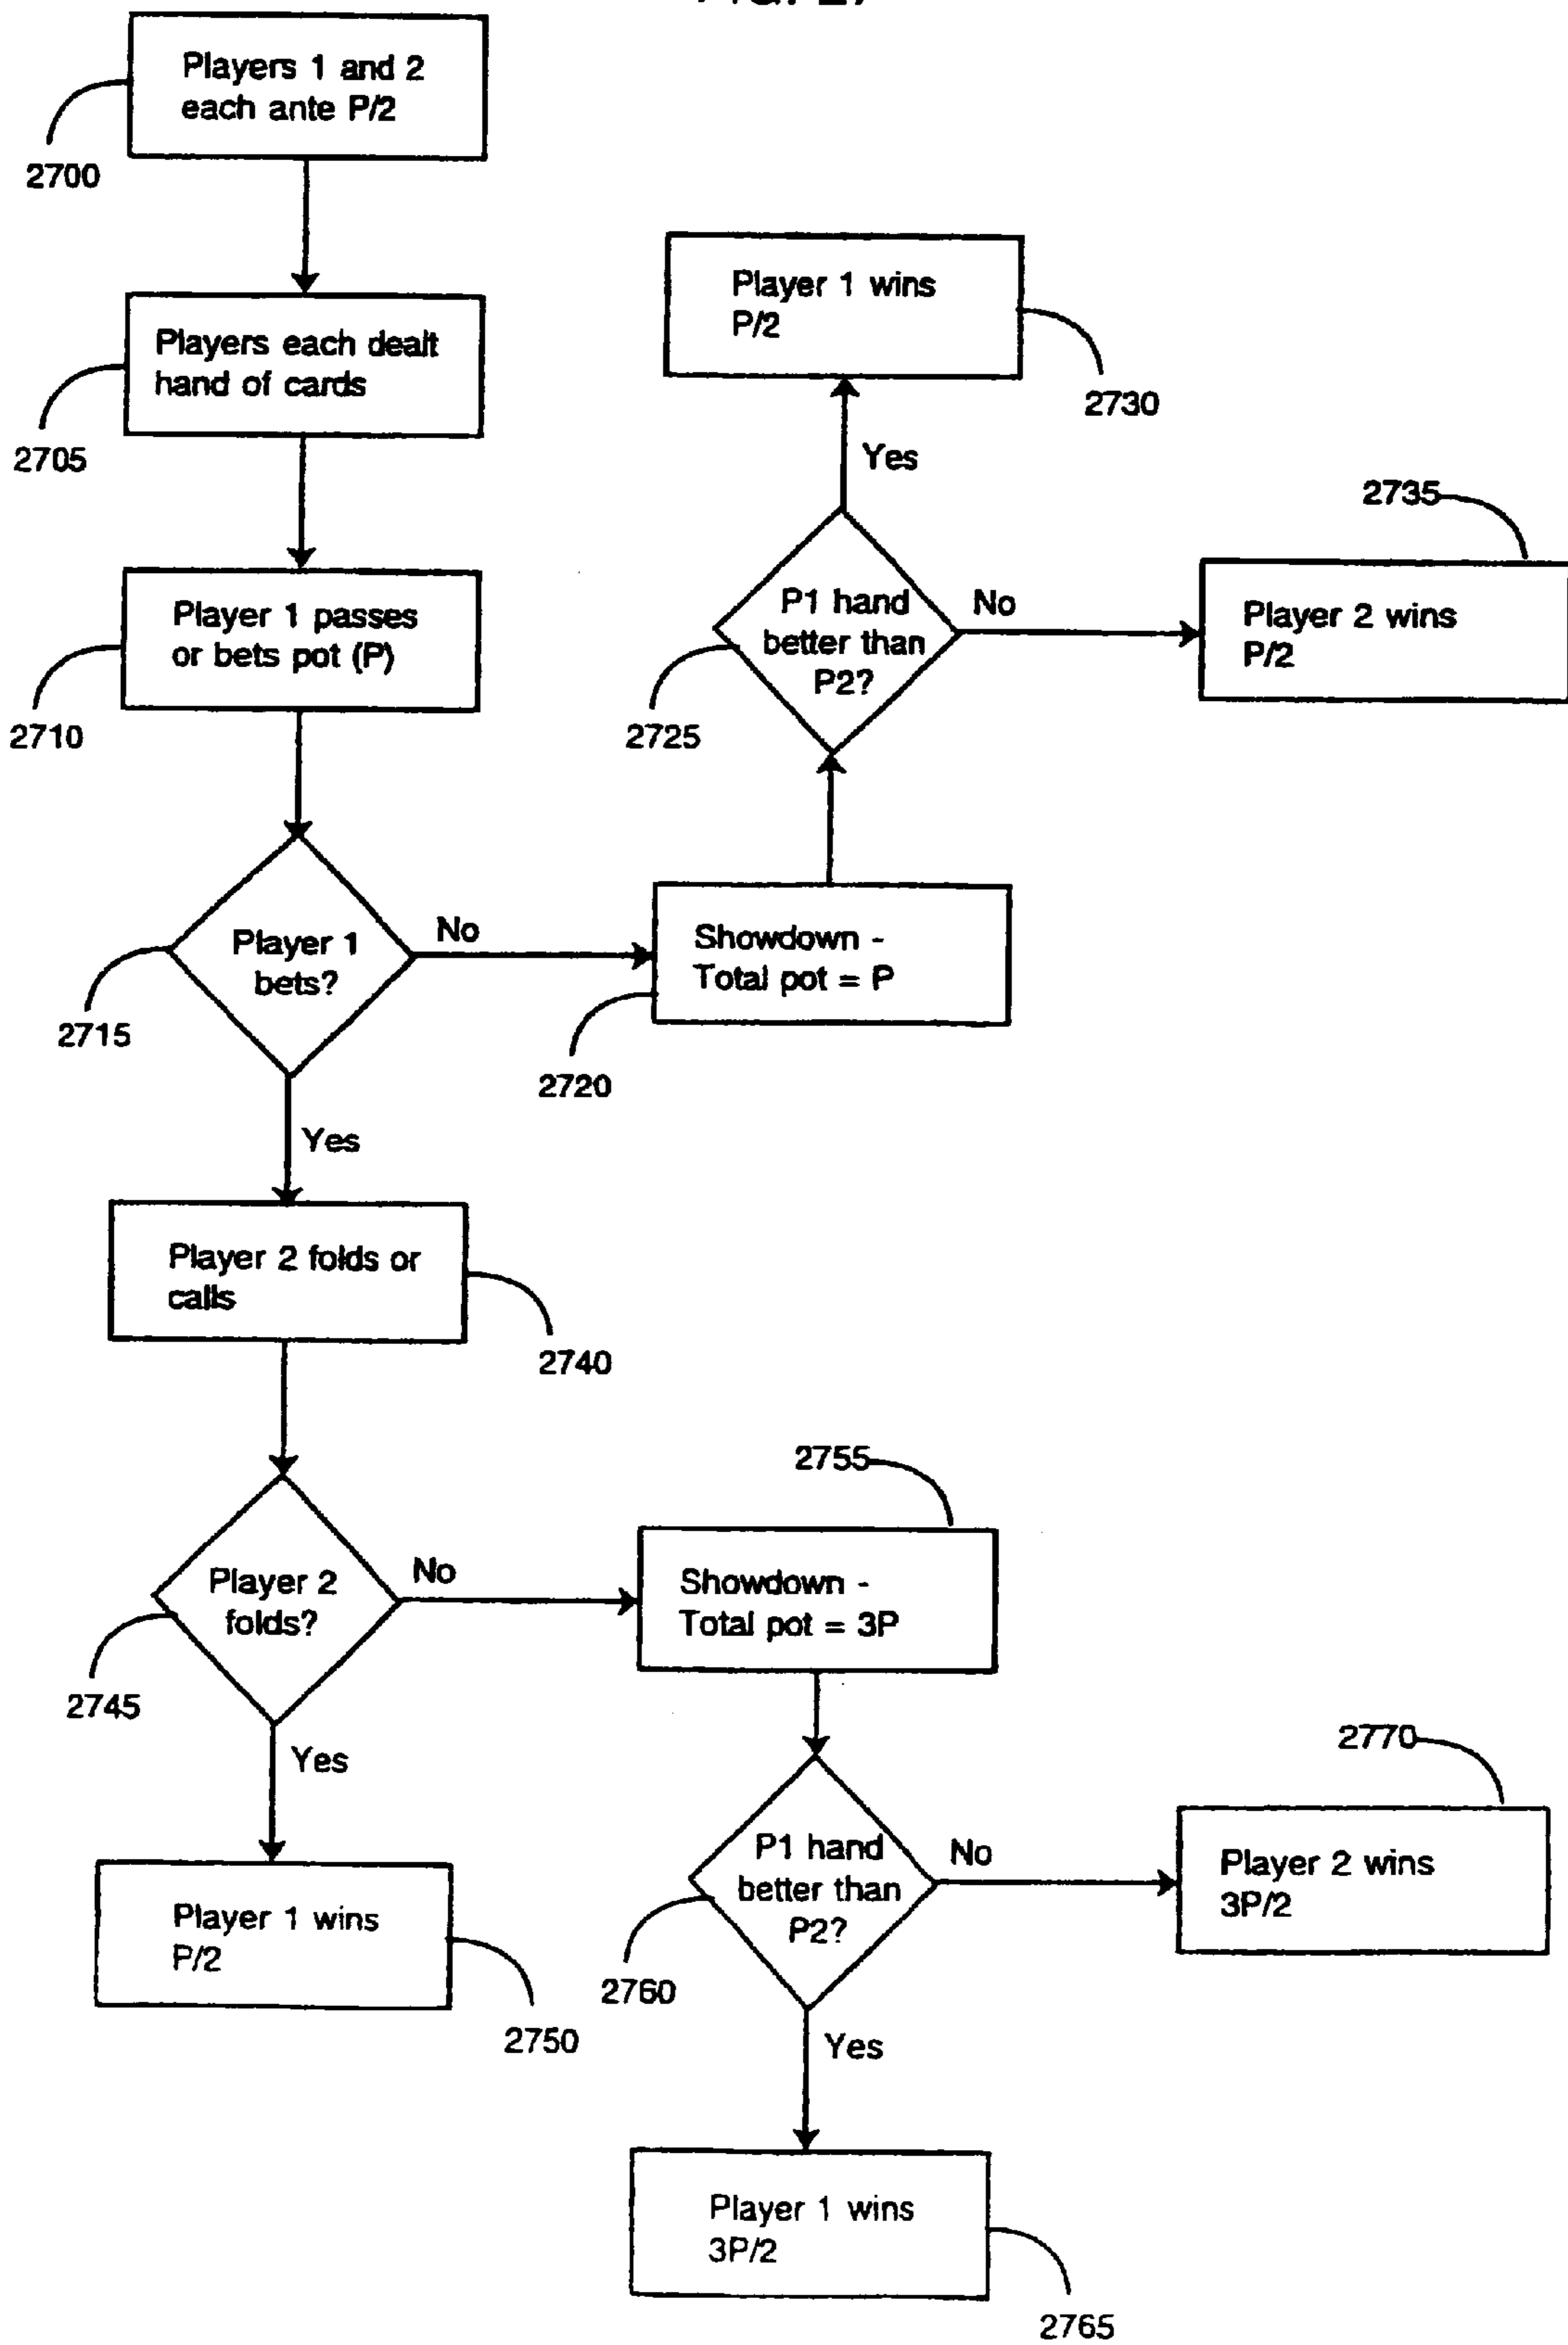 Players 1 and 2
each ante P/2
2700
Players each dealt
hand of cards
2705
Player 1 passes
or bets pot (P)
2710
Player 1
bets?
2715
No
Showdown -
Total pot = P
2720
P1 hand
better than
P2?
2725
Yes
Player 1 wins
P/2
2730
No
Player 2 wins
P/2
2735
Yes
Player 2 folds or
calls
2740
Player 2
folds?
2745
Yes
Player 1 wins
P/2
2750
No
Showdown -
Total pot = 3P
2755
P1 hand
better than
P2?
2760
Yes
Player 1 wins
3P/2
2765
No
Player 2 wins
3P/2
2770